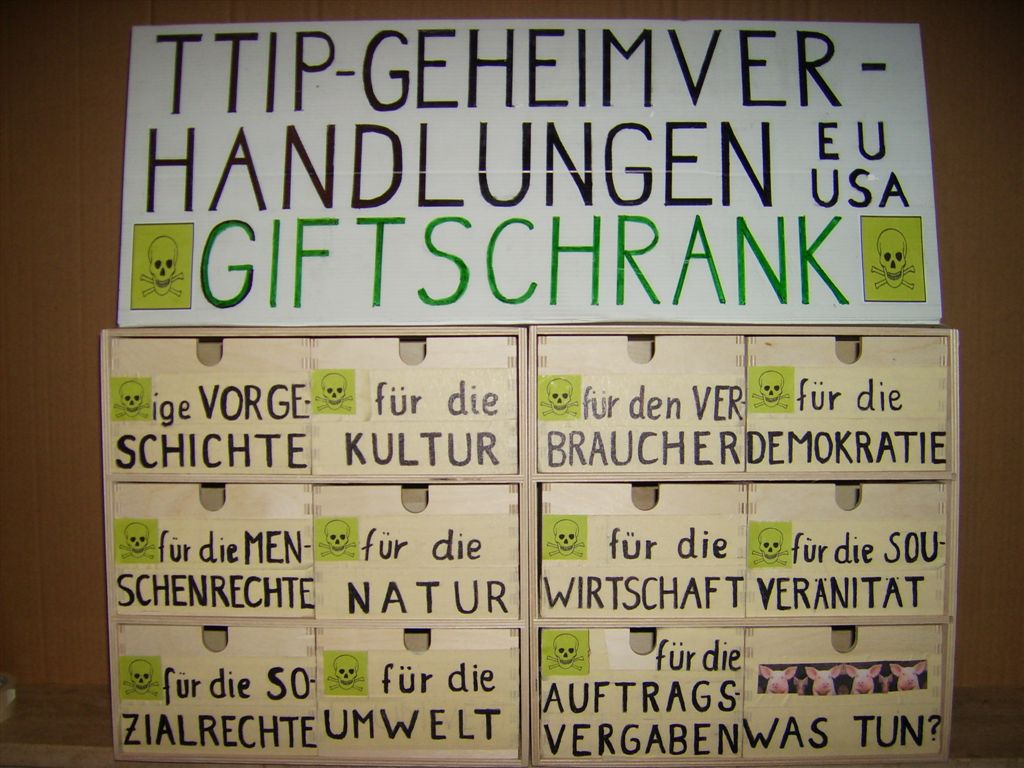 TTIP-GEHEIMVER-
HANDLUNGEN EU
USA
GIFTSCHRANK
ige VORGE-
SCHICHTE
für die
KULTUR
für den VER-
BRAUCHER
für die
DEMOKRATIE
für die MEN-
SCHENRECHTE
für die
NATUR
für die
WIRTSCHAFT
für die SOU-
VERÄNITÄT
für die SO-
ZIALRECHTE
für die
UMWELT
für die
AUFTRAGS-
VERGABEN
WAS TUN?